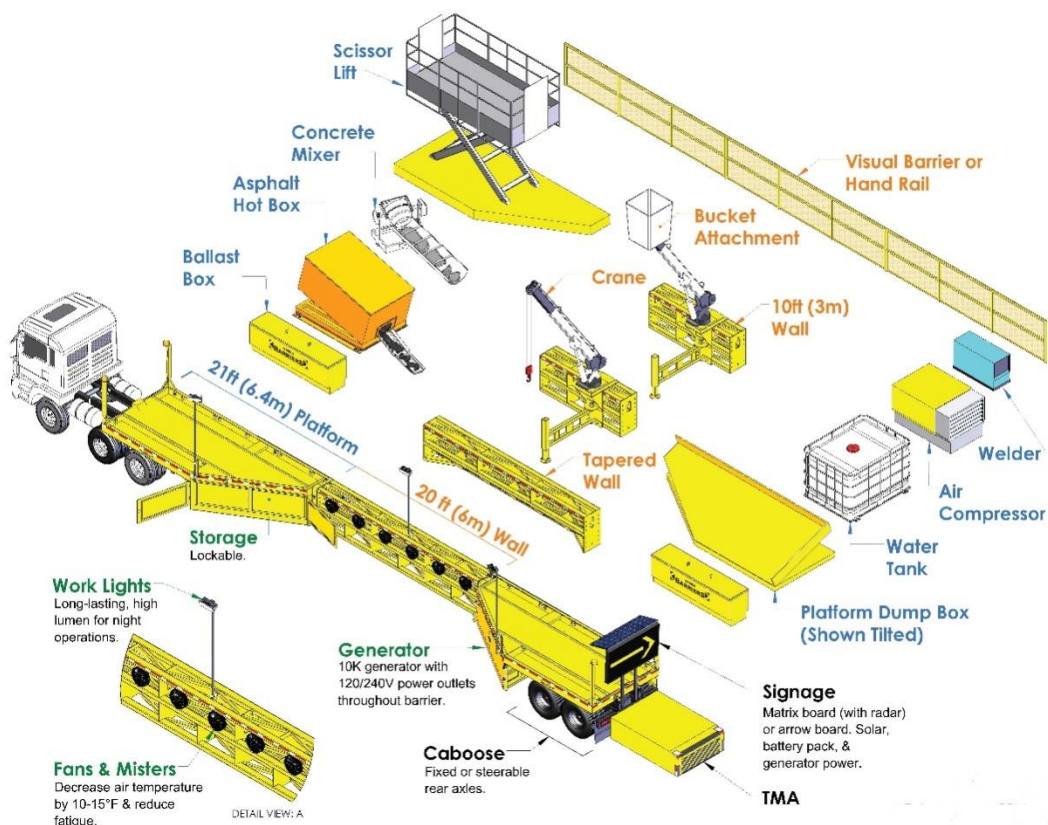 Scissor
Lift
Concrete
Mixer
Asphalt
Hot Box
Ballast
Box
Visual Barrier or
Hand Rail
Bucket
Attachment
Crane
10ft (3m)
Wall
21ft (6.4m) Platform
20 ft (6m) Wall
Tapered
Wall
Welder
Air
Compressor
Water
Tank
Platform Dump Box
(Shown Tilted)
BARRIERS
BARRIERS
Storage
Lockable.
Work Lights
Long-lasting, high
lumen for night
operations.
Generator
10K generator with
120/240V power outlets
throughout barrier.
Signage
Matrix board (with radar)
or arrow board. Solar,
battery pack, &
generator power.
Caboose
Fixed or steerable
rear axles.
TMA
Fans & Misters
Decrease air temperature
by 10-15°F & reduce
fatigue.
DETAIL VIEW: A